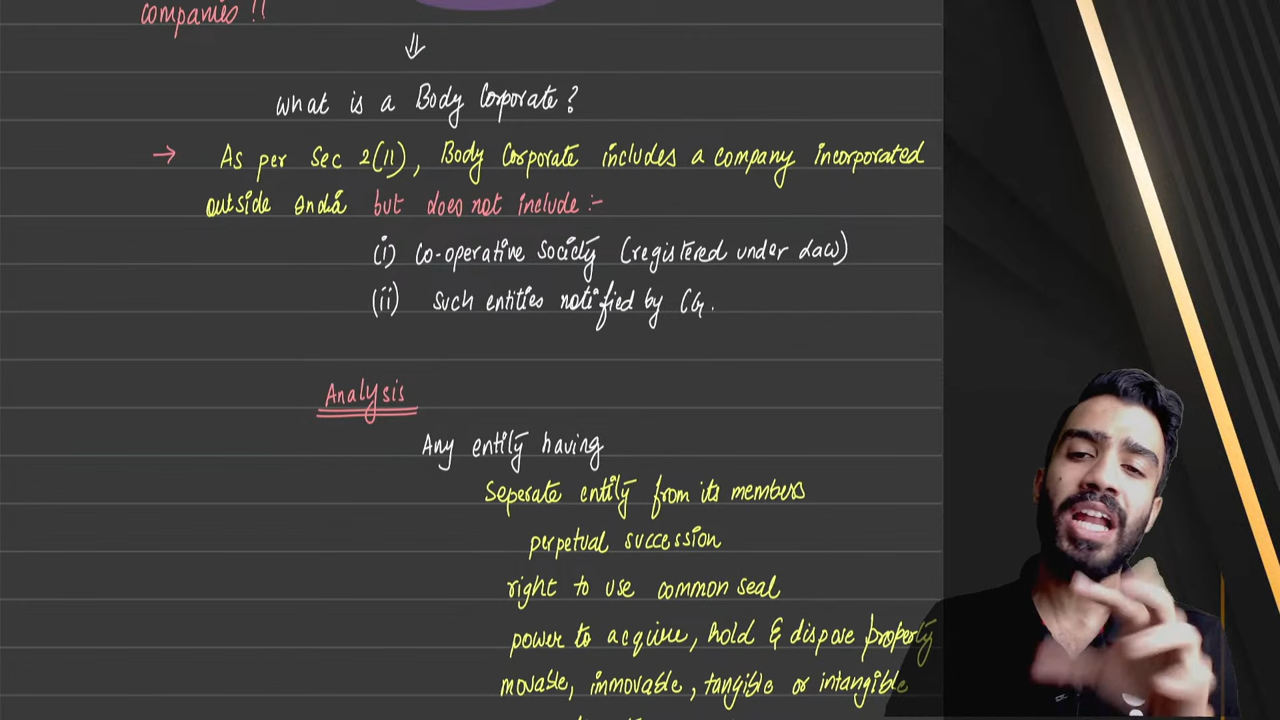 companies !!
What is a Body Corporate?
→ As per Sec 2(11), Body Corporate includes a company incorporated
outside India but does not include :-
(i) Co-operative Society (registered under Law)
(ii) Such entities notified by CG.
Analysis
Any entity having
Seperate entity from its members
perpetual succession
right to use common seal
power to acquire, hold & dispose property
movable, immovable, tangible or intangible